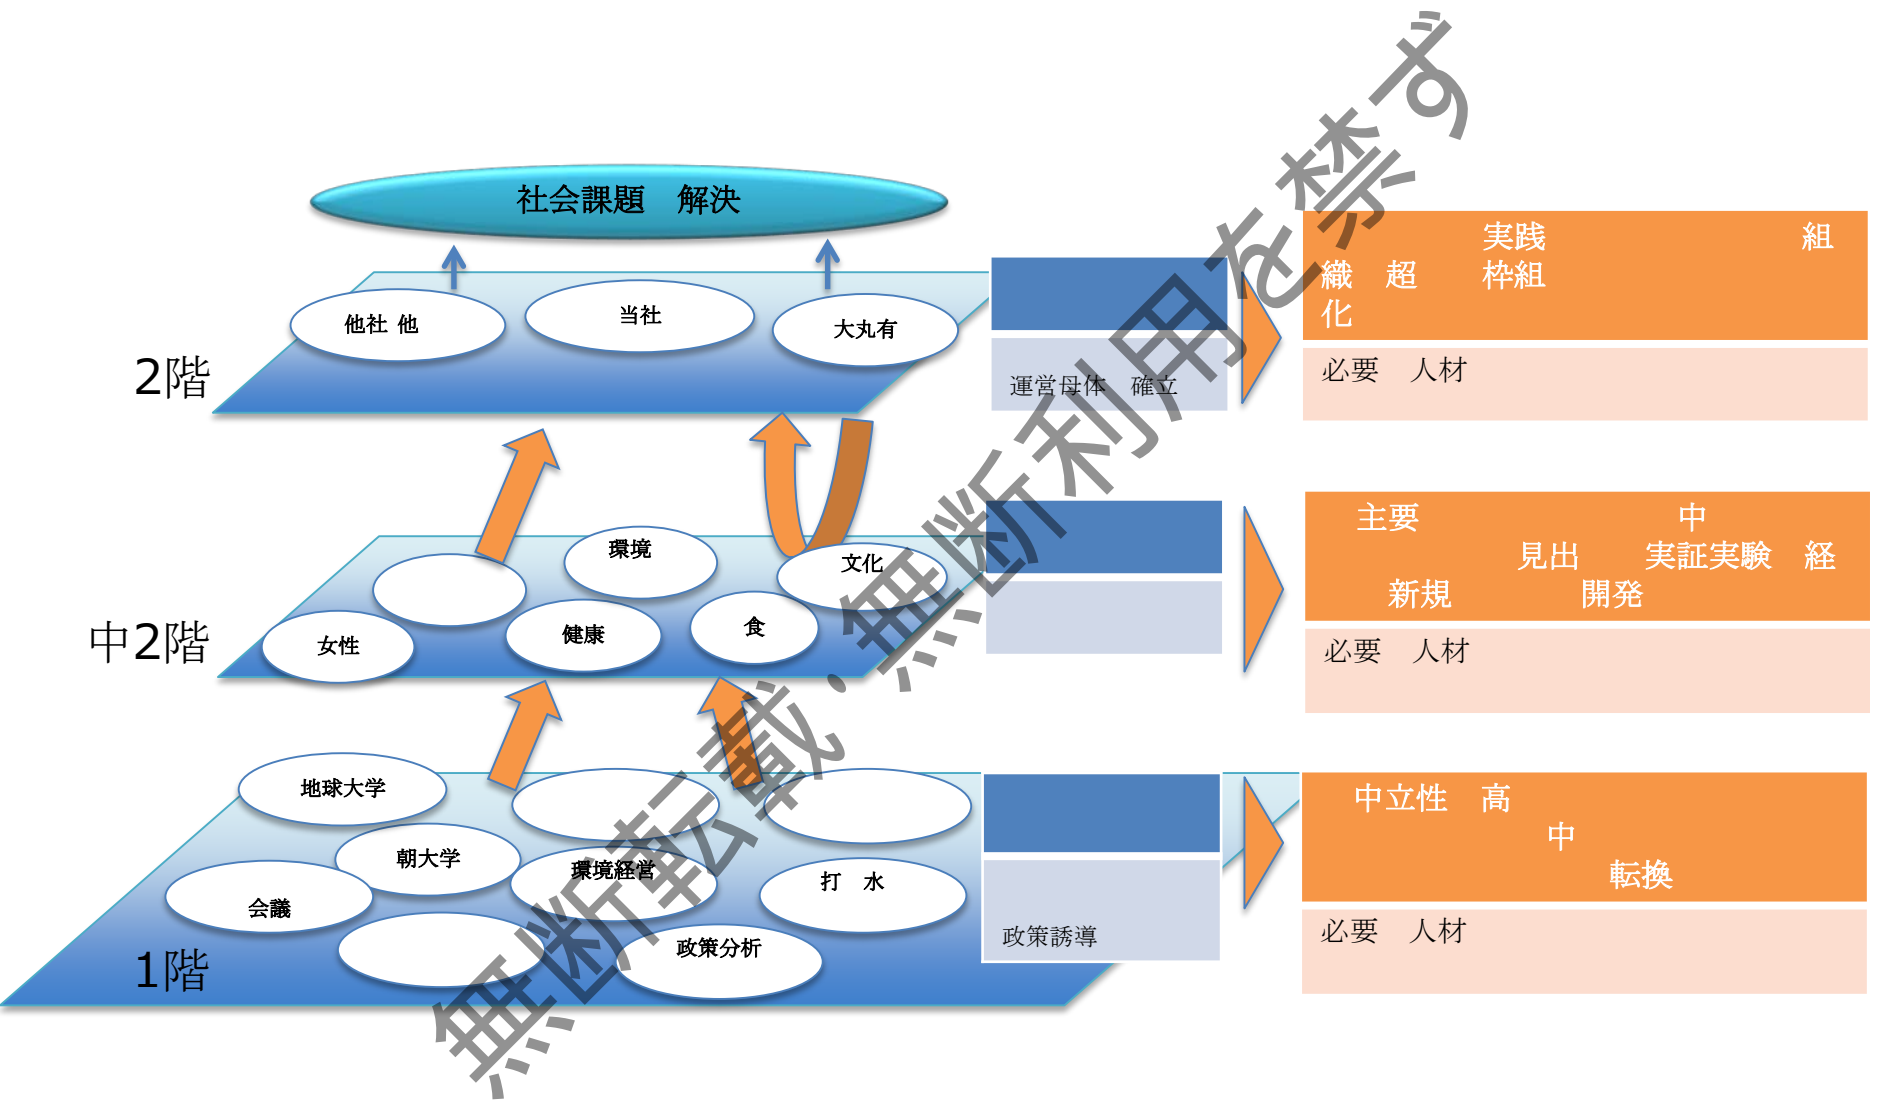 社会課題　解決
他社 他
当社
大丸有
2階
運営母体　確立
実践　組
織　超　枠組
化
必要　人材
環境
文化
女性
健康
食
中2階
主要　中
見出　実証実験　経
新規　開発
必要　人材
地球大学
朝大学
環境経営
打　水
会議
政策分析
1階
政策誘導
中立性　高
中
転換
必要　人材
無断転載・無断利用を禁ず